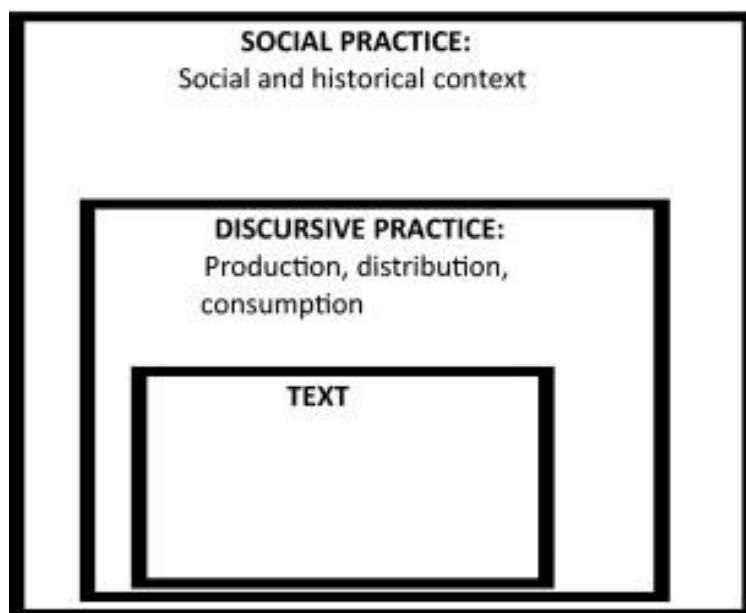 SOCIAL PRACTICE:
Social and historical context
DISCURSIVE PRACTICE:
Production, distribution,
consumption
TEXT